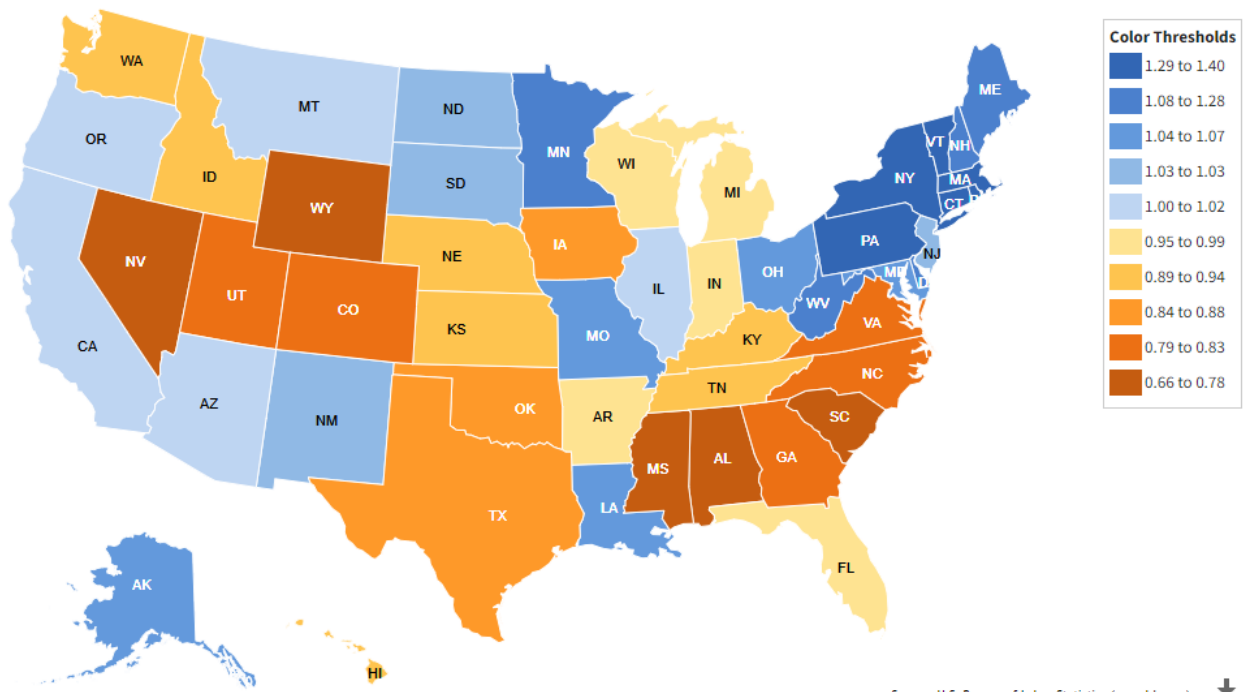 Color Thresholds
1.29 to 1.40
1.08 to 1.28
1.04 to 1.07
1.03 to 1.03
1.00 to 1.02
0.95 to 0.99
0.89 to 0.94
0.84 to 0.88
0.79 to 0.83
0.66 to 0.78
WA
MT
ND
MN
ME
OR
ID
SD
WI
MI
NY
VT
NH
MA
CT
WY
NV
UT
CO
NE
IA
IL
IN
OH
PA
NJ
WV
VA
CA
KS
MO
KY
NC
TN
AZ
NM
OK
AR
SC
MS
AL
GA
TX
LA
FL
AK
HI